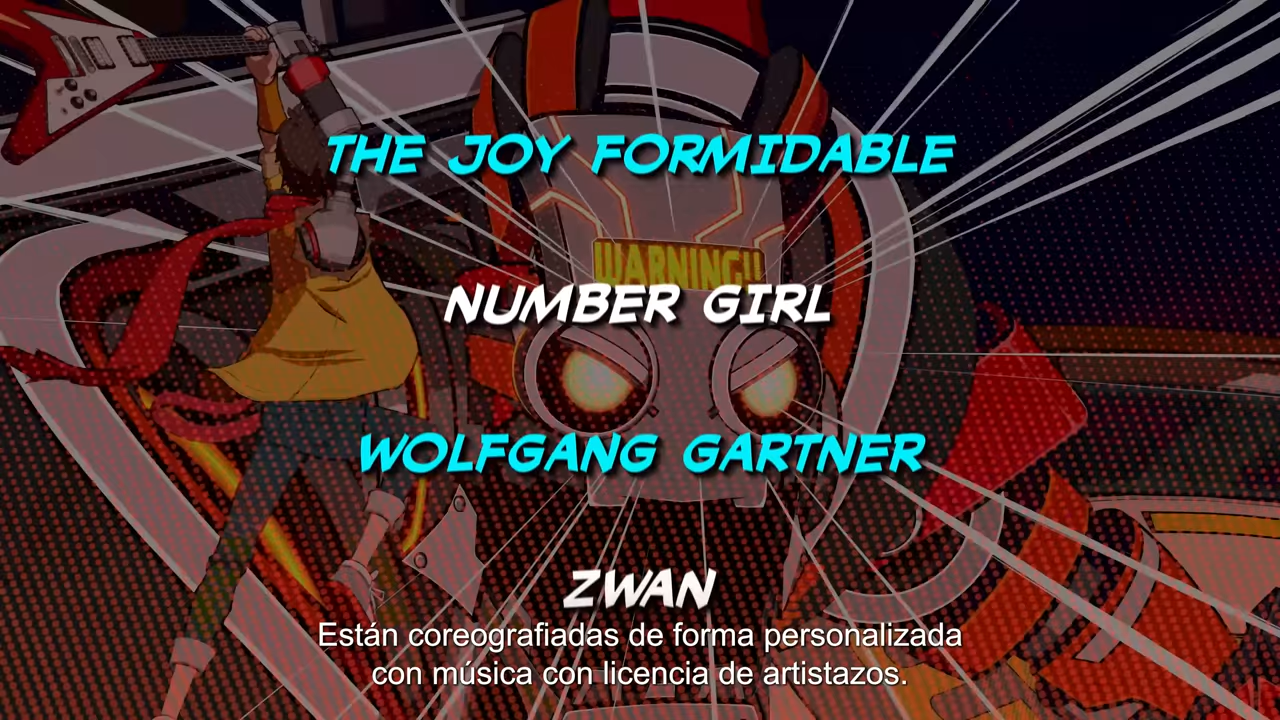 THE JOY FORMIDABLE
WARNING!!
NUMBER GIRL
WOLFGANG GARTNER
ZWAN
Están coreografiadas de forma personalizada
con música con licencia de artistazos.